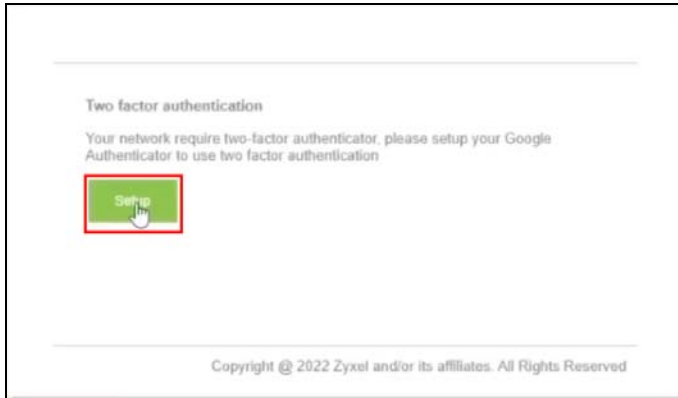 Two factor authentication
Your network require two-factor authenticator, please setup your Google
Authenticator to use two factor authentication
Setup
Copyright @ 2022 Zyxel and/or its affiliates. All Rights Reserved